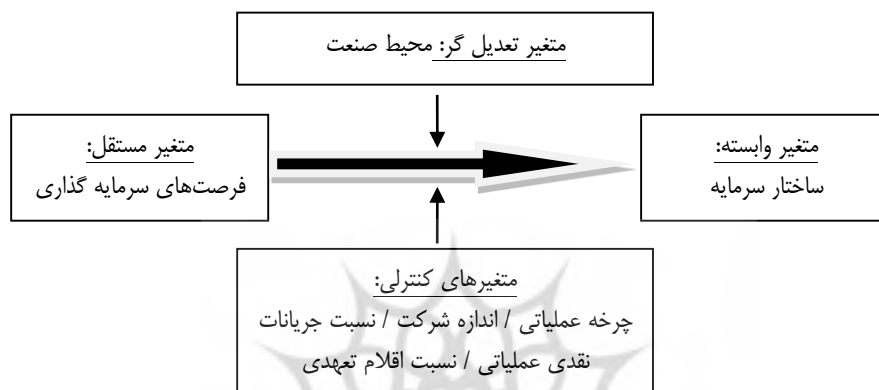 متغیر تعدیل گر: محیط صنعت
متغیر مستقل:
فرصت‌های سرمایه گذاری
متغیر وابسته:
ساختار سرمایه
متغیرهای کنترلی:
چرخه عملیاتی / اندازه شرکت / نسبت جریانات
نقدی عملیاتی / نسبت اقلام تعهدی